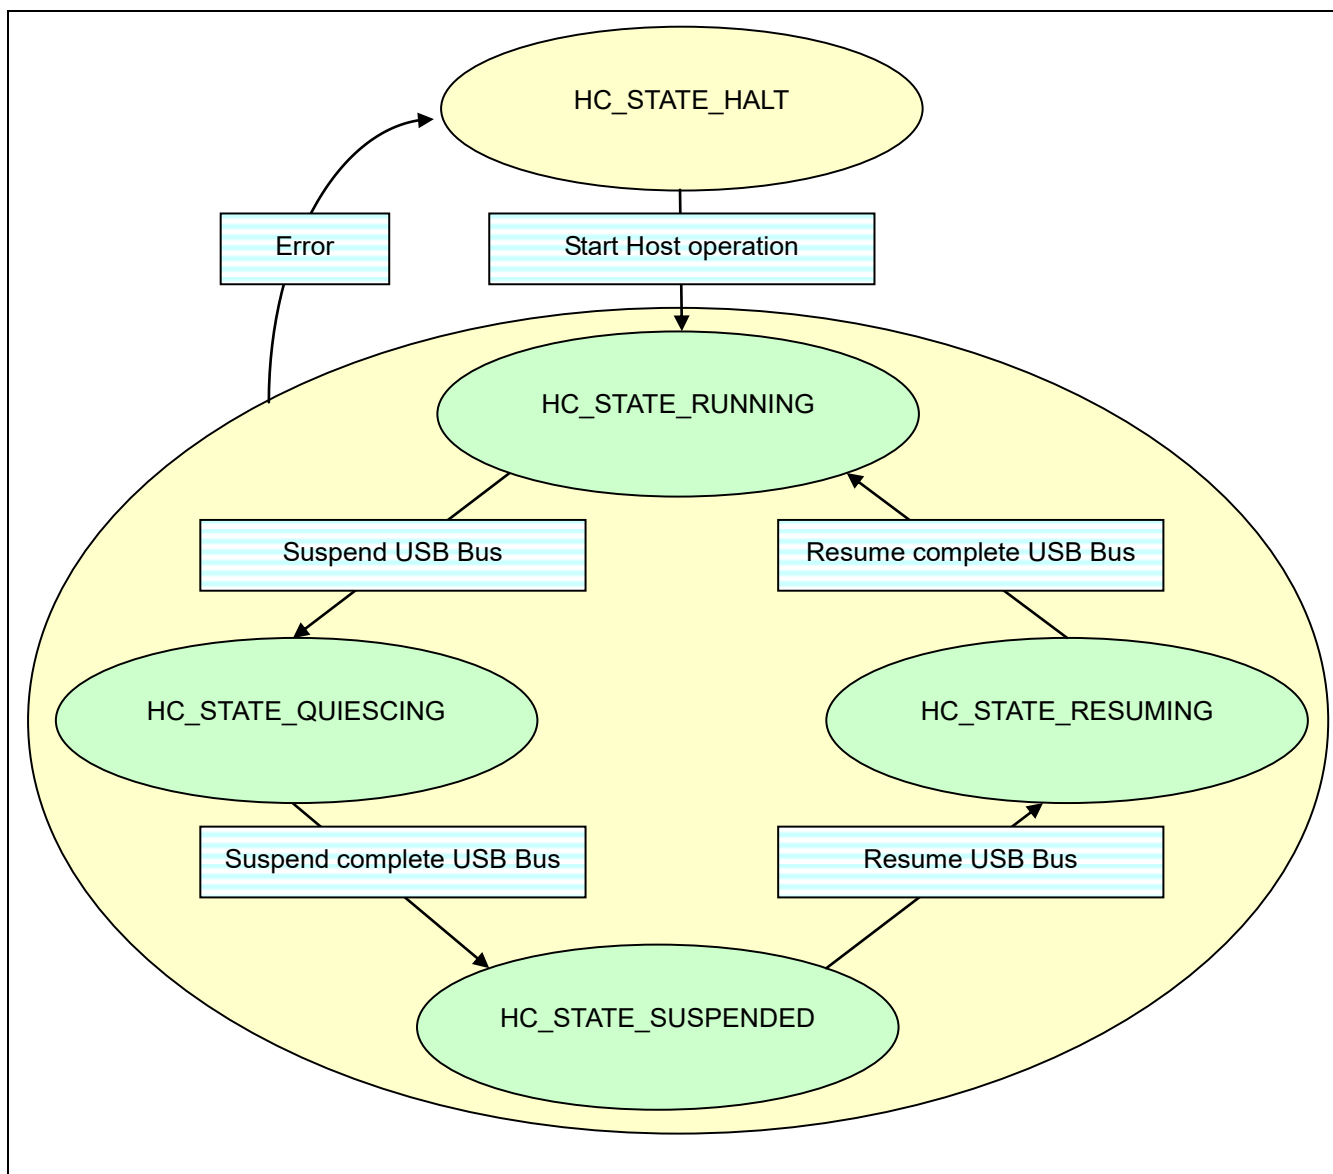 HC_STATE_HALT
Error
Start Host operation
HC_STATE_RUNNING
Suspend USB Bus
Resume complete USB Bus
HC_STATE_QUIESCING
HC_STATE_RESUMING
Suspend complete USB Bus
Resume USB Bus
HC_STATE_SUSPENDED